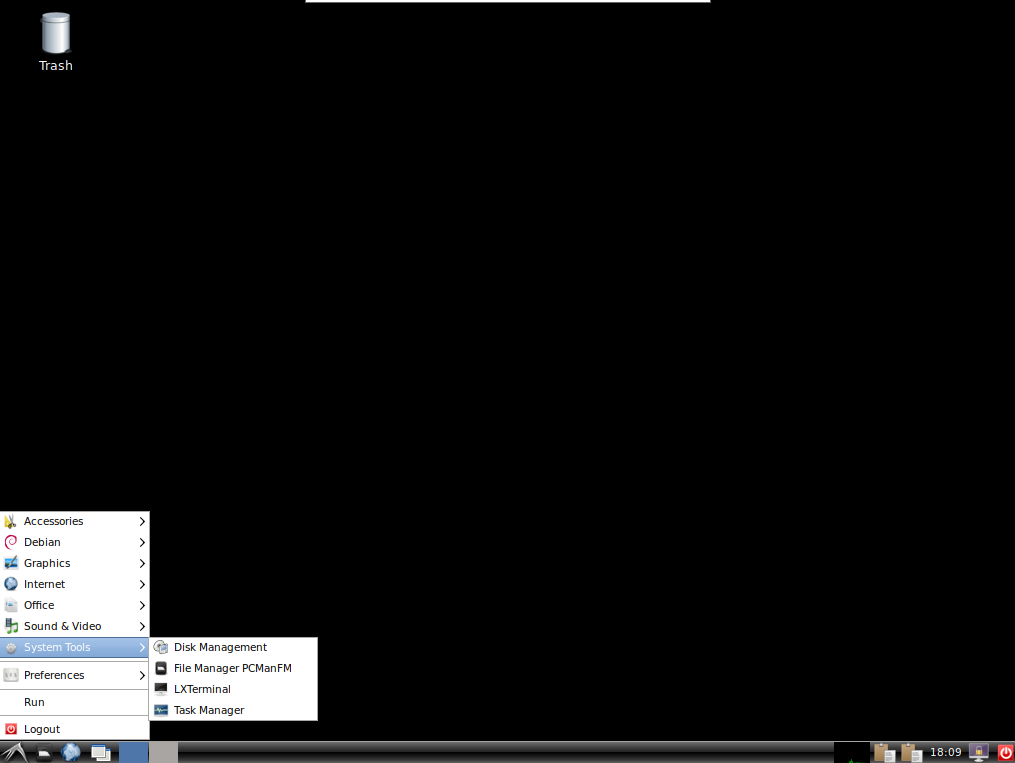 Trash
Accessories
Debian
Graphics
Internet
Office
Sound & Video
System Tools
Disk Management
File Manager PCManFM
LXTerminal
Task Manager
Preferences
Run
Logout
18:09